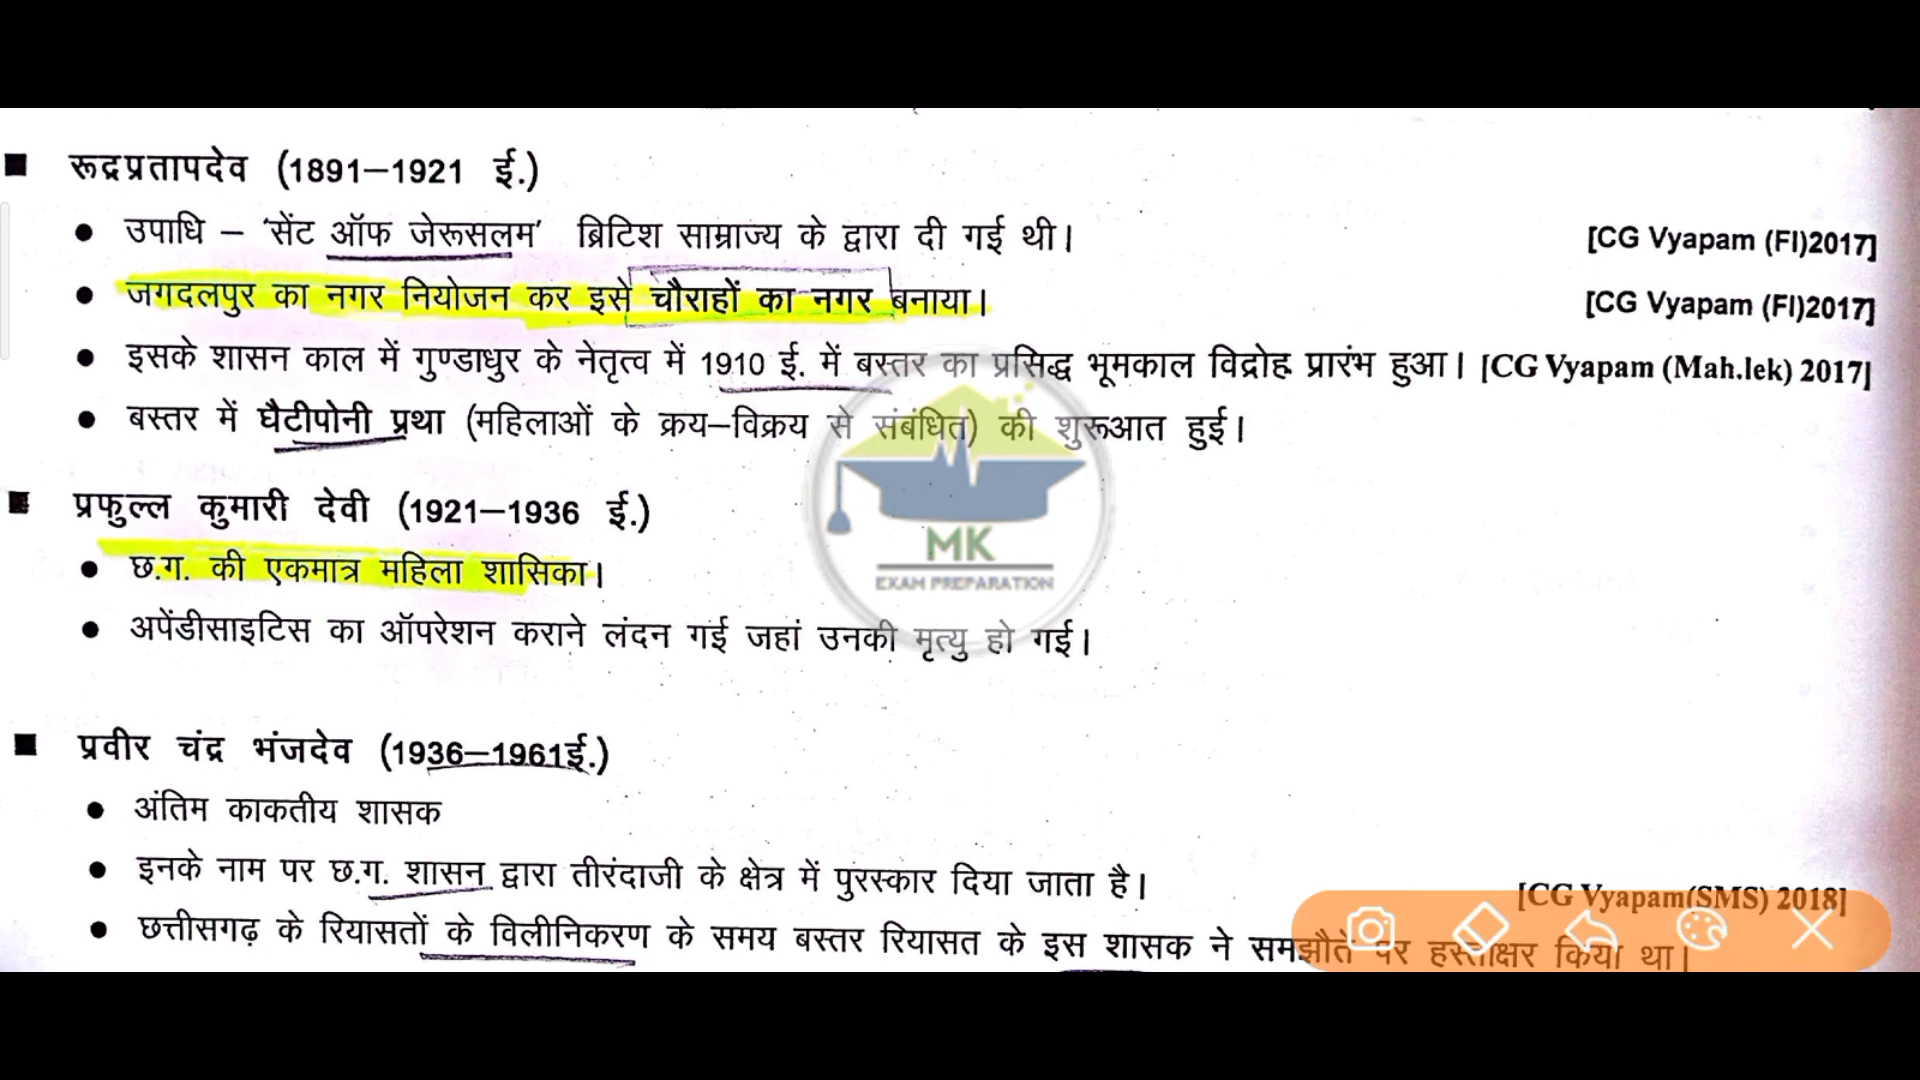 ■ रूद्रप्रतापदेव (1891–1921 ई.)
● उपाधि – 'सेंट ऑफ जेरूसलम' ब्रिटिश साम्राज्य के द्वारा दी गई थी। [CG Vyapam (FI)2017]
● जगदलपुर का नगर नियोजन कर इसे चौराहों का नगर बनाया। [CG Vyapam (FI)2017]
● इसके शासन काल में गुण्डाधुर के नेतृत्व में 1910 ई. में बस्तर का प्रसिद्ध भूमकाल विद्रोह प्रारंभ हुआ। [CG Vyapam (Mah.lek) 2017]
● बस्तर में घैटीपोनी प्रथा (महिलाओं के क्रय–विक्रय से संबंधित) की शुरूआत हुई।
■ प्रफुल्ल कुमारी देवी (1921–1936 ई.)
● छ.ग. की एकमात्र महिला शासिका।
MK
EXAM PREPARATION
● अपेंडीसाइटिस का ऑपरेशन कराने लंदन गई जहां उनकी मृत्यु हो गई।
■ प्रवीर चंद्र भंजदेव (1936–1961ई.)
● अंतिम काकतीय शासक
● इनके नाम पर छ.ग. शासन द्वारा तीरंदाजी के क्षेत्र में पुरस्कार दिया जाता है। [CG Vyapam(SMS) 2018]
● छत्तीसगढ़ के रियासतों के विलीनिकरण के समय बस्तर रियासत के इस शासक ने समझौते पर हस्ताक्षर किया था।